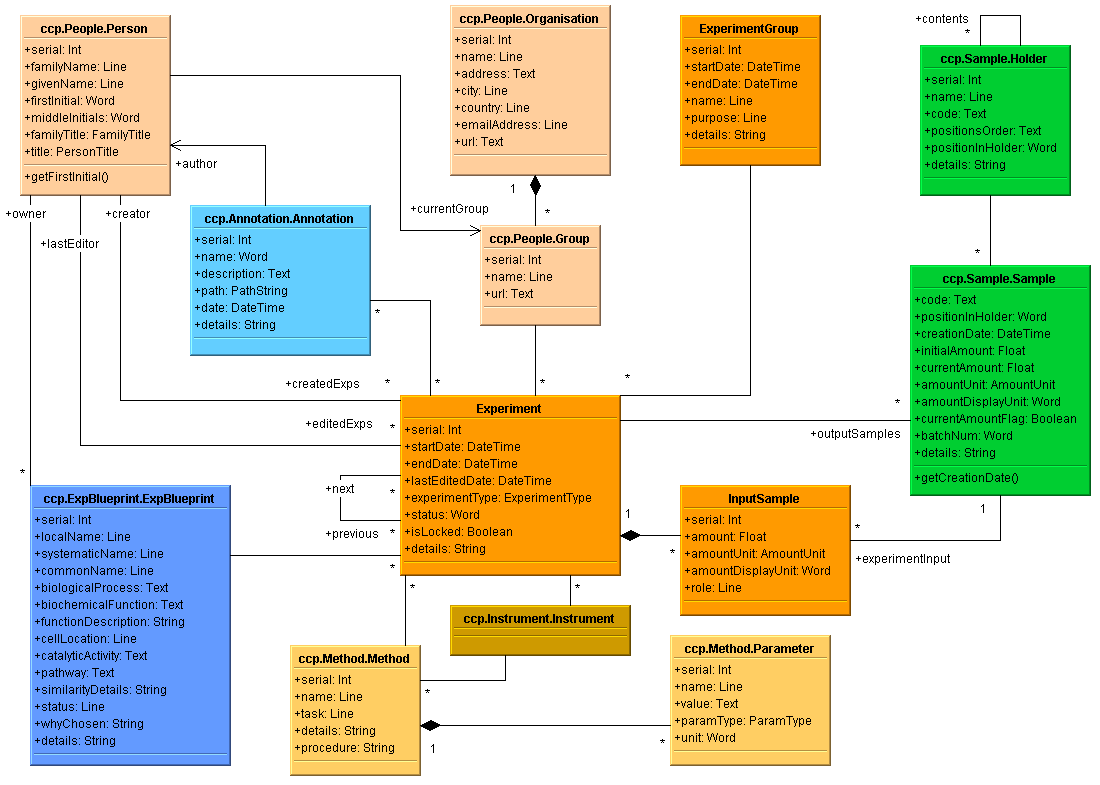 ccp.People.Person
+serial: Int
+familyName: Line
+givenName: Line
+firstInitial: Word
+middleInitials: Word
+familyTitle: FamilyTitle
+title: PersonTitle
+getFirstInitial()
ccp.People.Organisation
+serial: Int
+name: Line
+address: Text
+city: Line
+country: Line
+emailAddress: Line
+url: Text
ExperimentGroup
+serial: Int
+startDate: DateTime
+endDate: DateTime
+name: Line
+purpose: Line
+details: String
+contents
*
ccp.Sample.Holder
+serial: Int
+name: Line
+code: Text
+positionsOrder: Text
+positionInHolder: Word
+details: String
+author
+owner
+lastEditor
+creator
+currentGroup
1
*
ccp.Annotation.Annotation
+serial: Int
+name: Word
+description: Text
+path: PathString
+date: DateTime
+details: String
*
*
ccp.People.Group
+serial: Int
+name: Line
+url: Text
*
*
*
ccp.Sample.Sample
+code: Text
+positionInHolder: Word
+creationDate: DateTime
+initialAmount: Float
+currentAmount: Float
+amountUnit: AmountUnit
+amountDisplayUnit: Word
+currentAmountFlag: Boolean
+batchNum: Word
+details: String
+getCreationDate()
+createdExps *
+editedExps *
*
+outputSamples
Experiment
+serial: Int
+startDate: DateTime
+endDate: DateTime
+lastEditedDate: DateTime
+experimentType: ExperimentType
+status: Word
+isLocked: Boolean
+details: String
+next *
+previous *
*
ccp.ExpBlueprint.ExpBlueprint
+serial: Int
+localName: Line
+systematicName: Line
+commonName: Line
+biologicalProcess: Text
+biochemicalFunction: Text
+functionDescription: String
+cellLocation: Line
+catalyticActivity: Text
+pathway: Text
+similarityDetails: String
+status: Line
+whyChosen: String
+details: String
*
1
*
InputSample
+serial: Int
+amount: Float
+amountUnit: AmountUnit
+amountDisplayUnit: Word
+role: Line
1
*
+experimentInput
*
*
ccp.Instrument.Instrument
ccp.Method.Method
+serial: Int
+name: Line
+task: Line
+details: String
+procedure: String
*
1
*
ccp.Method.Parameter
+serial: Int
+name: Line
+value: Text
+paramType: ParamType
+unit: Word